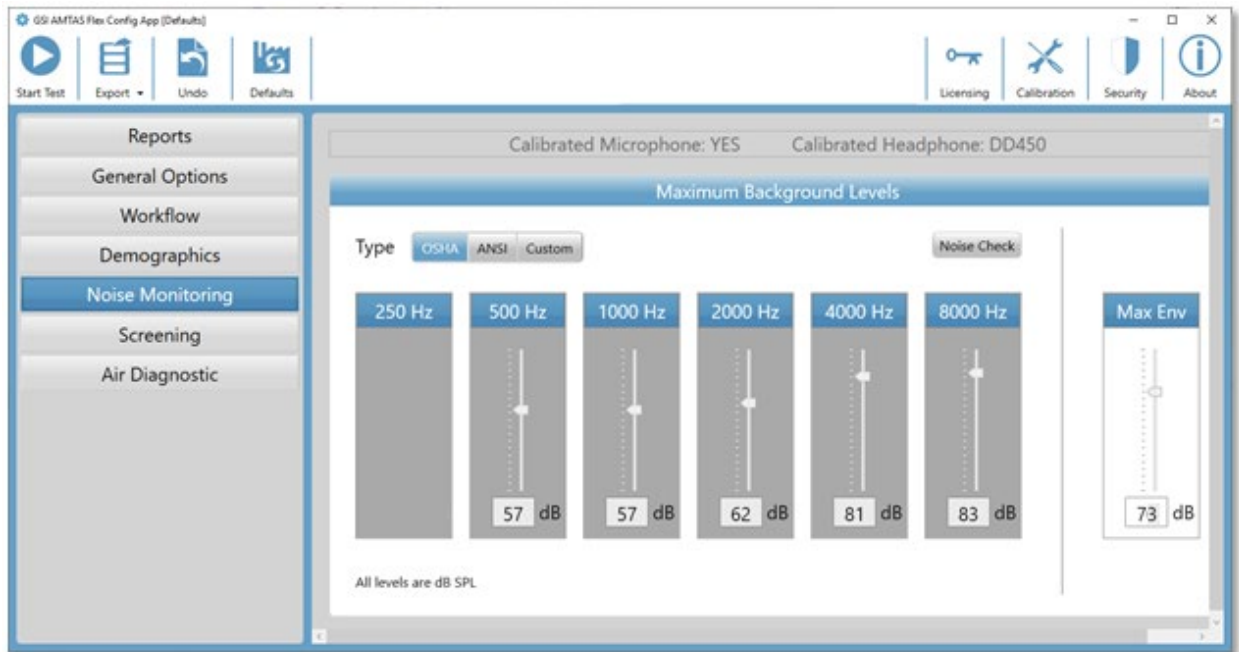 GSI AMTAS Flex Config App [Defaults]
Start Test Export Undo Defaults Licensing Calibration Security About
Reports
General Options
Workflow
Demographics
Noise Monitoring
Screening
Air Diagnostic
Calibrated Microphone: YES Calibrated Headphone: DD450
Maximum Background Levels
Type OSHA ANSI Custom Noise Check
250 Hz 500 Hz 1000 Hz 2000 Hz 4000 Hz 8000 Hz Max Env
57 dB 57 dB 62 dB 81 dB 83 dB 73 dB
All levels are dB SPL